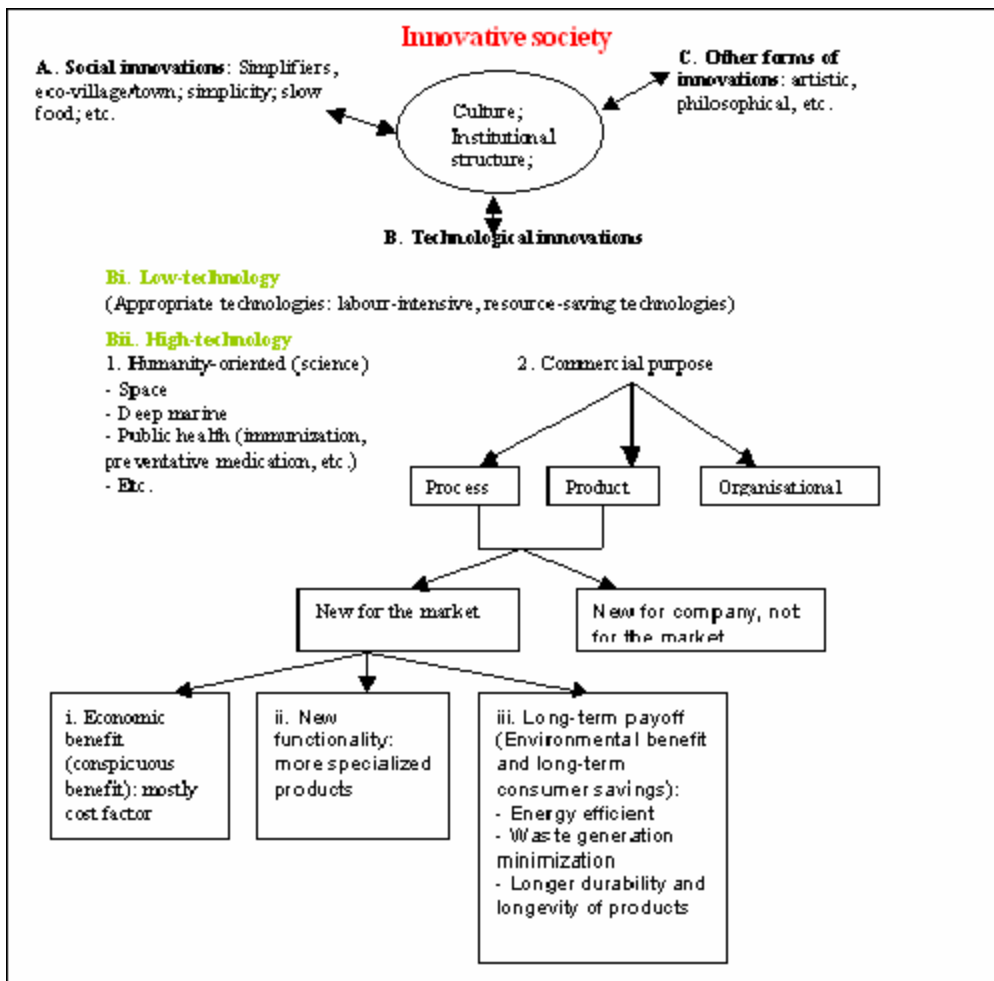 Innovative society
A.. Social innovations: Simplifiers,
eco-village/town; simplicity; slow
food; etc.
C. Other forms of
innovations: artistic,
philosophical, etc.
Culture;
Institutional
structure;
B. Technological innovations
Bi. Low-technology
(Appropriate technologies: labour-intensive, resource-saving technologies)
Bii.. High-technology
1. Humanity-oriented (science)
- Space
- Deep marine
- Public health (immunization,
preventative medication, etc.)
- Etc.
2. Commercial purpose
Process
Product
Organisational
New for the market
New for company, not
for the market
i. Economic
benefit
(conspicuous
benefit): mostly
cost factor
ii. New
functionality:
more specialized
products
iii. Long-term payoff
(Environmental benefit
and long-term
consumer savings):
- Energy efficient
- Waste generation
minimization
- Longer durability and
longevity of products